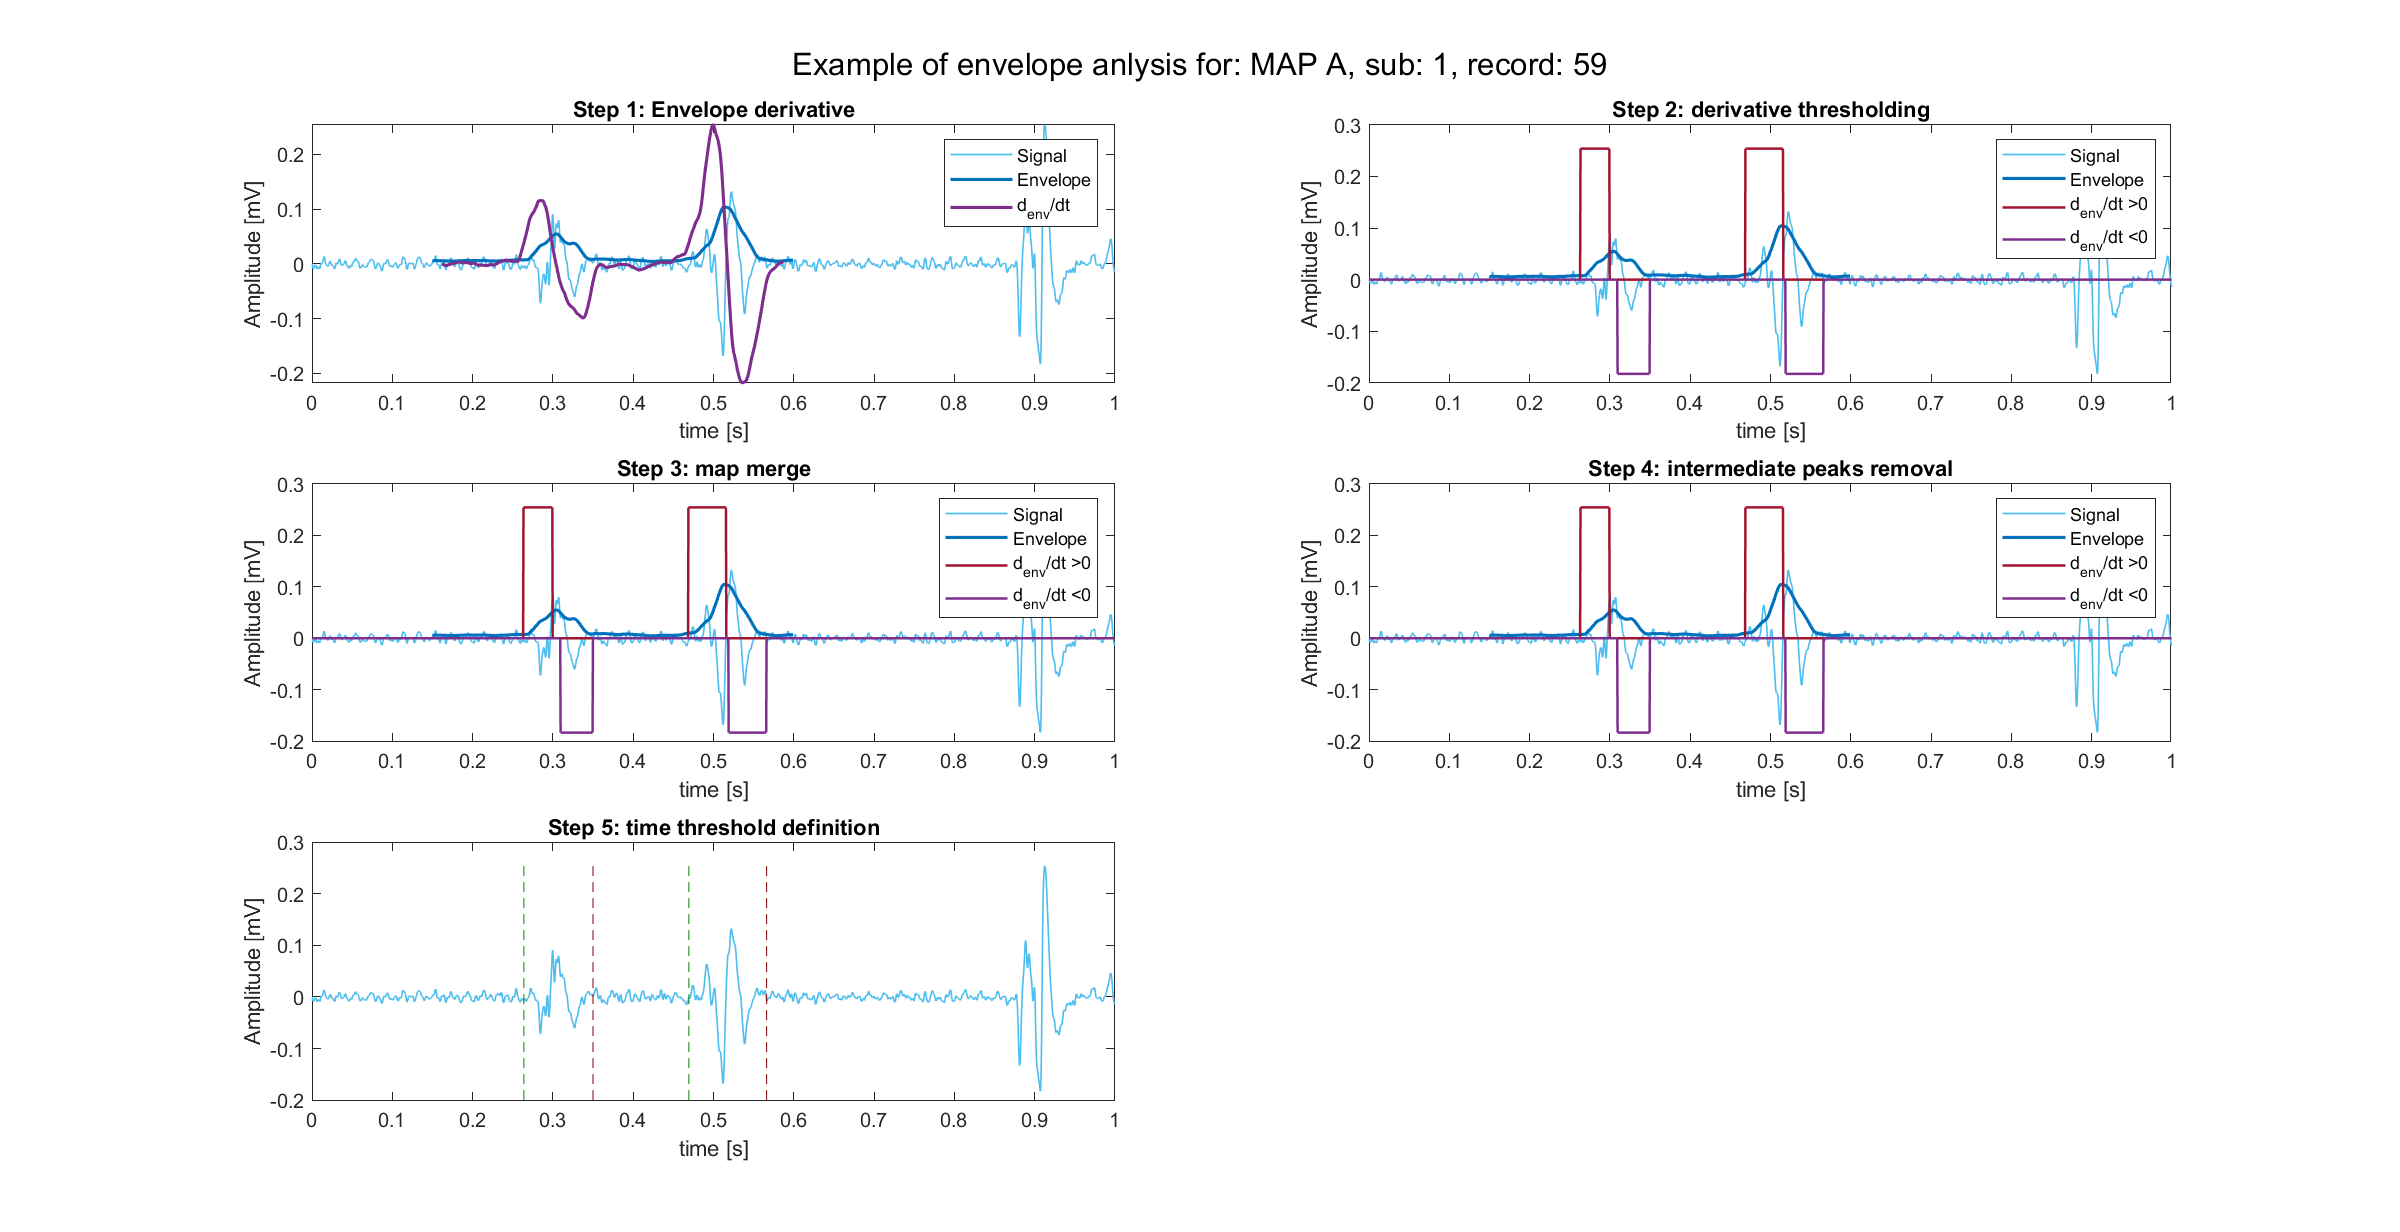 Example of envelope anlysis for: MAP A, sub: 1, record: 59
Step 1: Envelope derivative
Amplitude [mV]
0.2
0.1
0
-0.1
-0.2
Signal
Envelope
d_env/dt
0 0.1 0.2 0.3 0.4 0.5 0.6 0.7 0.8 0.9 1
time [s]
Step 2: derivative thresholding
Amplitude [mV]
0.3
0.2
0.1
0
-0.1
-0.2
Signal
Envelope
d_env/dt >0
d_env/dt <0
0 0.1 0.2 0.3 0.4 0.5 0.6 0.7 0.8 0.9 1
time [s]
Step 3: map merge
Amplitude [mV]
0.3
0.2
0.1
0
-0.1
-0.2
Signal
Envelope
d_env/dt >0
d_env/dt <0
0 0.1 0.2 0.3 0.4 0.5 0.6 0.7 0.8 0.9 1
time [s]
Step 4: intermediate peaks removal
Amplitude [mV]
0.3
0.2
0.1
0
-0.1
-0.2
Signal
Envelope
d_env/dt >0
d_env/dt <0
0 0.1 0.2 0.3 0.4 0.5 0.6 0.7 0.8 0.9 1
time [s]
Step 5: time threshold definition
Amplitude [mV]
0.3
0.2
0.1
0
-0.1
-0.2
0 0.1 0.2 0.3 0.4 0.5 0.6 0.7 0.8 0.9 1
time [s]